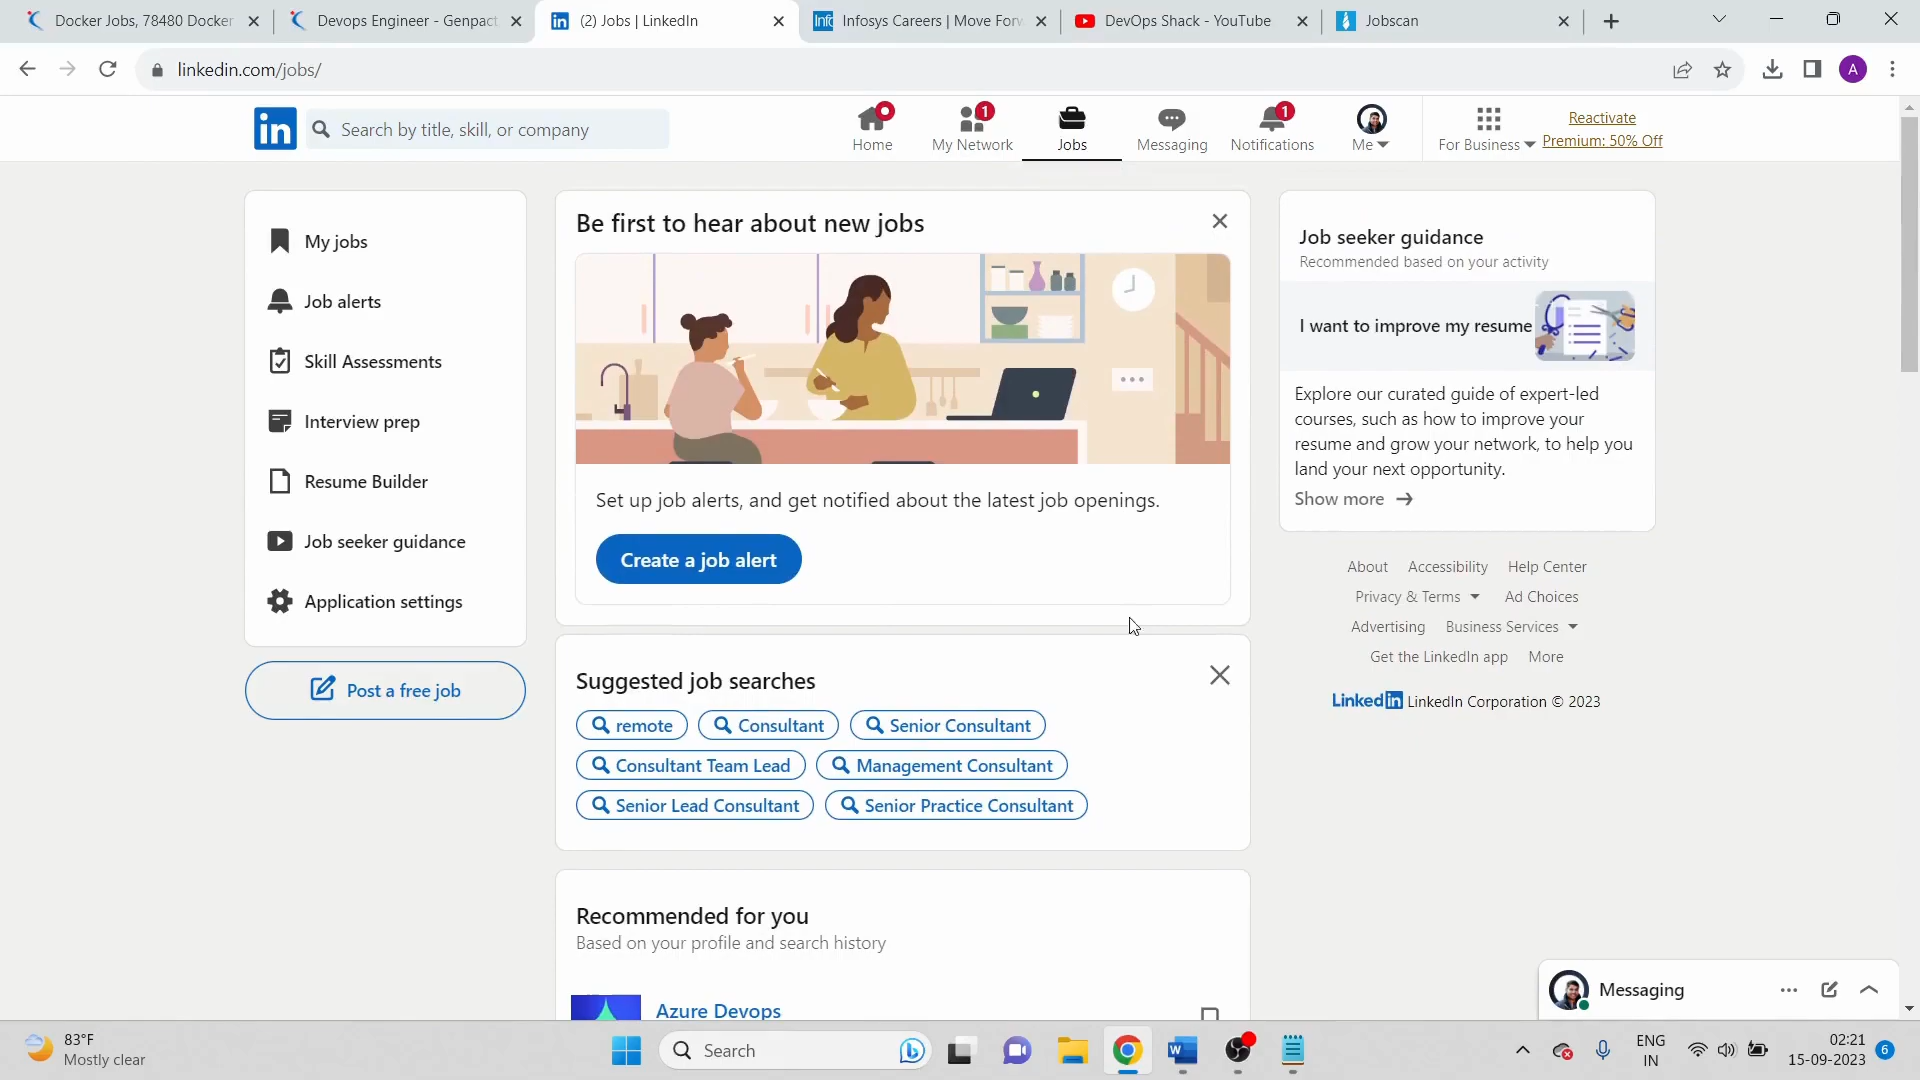 Docker Jobs, 78480 Docker
Devops Engineer - Genpact
(2) Jobs | LinkedIn
Infosys Careers | Move Forw
DevOps Shack - YouTube
Jobscan
linkedin.com/jobs/
A
in
Search by title, skill, or company
Home
1
My Network
Jobs
Messaging
1
Notifications
Me
For Business
Reactivate
Premium: 50% Off
My jobs
Job alerts
Skill Assessments
Interview prep
Resume Builder
Job seeker guidance
Application settings
Post a free job
Be first to hear about new jobs
Set up job alerts, and get notified about the latest job openings.
Create a job alert
Suggested job searches
remote
Consultant
Senior Consultant
Consultant Team Lead
Management Consultant
Senior Lead Consultant
Senior Practice Consultant
Recommended for you
Based on your profile and search history
Azure Devops
Job seeker guidance
Recommended based on your activity
I want to improve my resume
Explore our curated guide of expert-led
courses, such as how to improve your
resume and grow your network, to help you
land your next opportunity.
Show more
About Accessibility Help Center
Privacy & Terms Ad Choices
Advertising Business Services
Get the LinkedIn app More
LinkedIn LinkedIn Corporation © 2023
Messaging
83°F
Mostly clear
Search
ENG
IN
02:21
15-09-2023
6